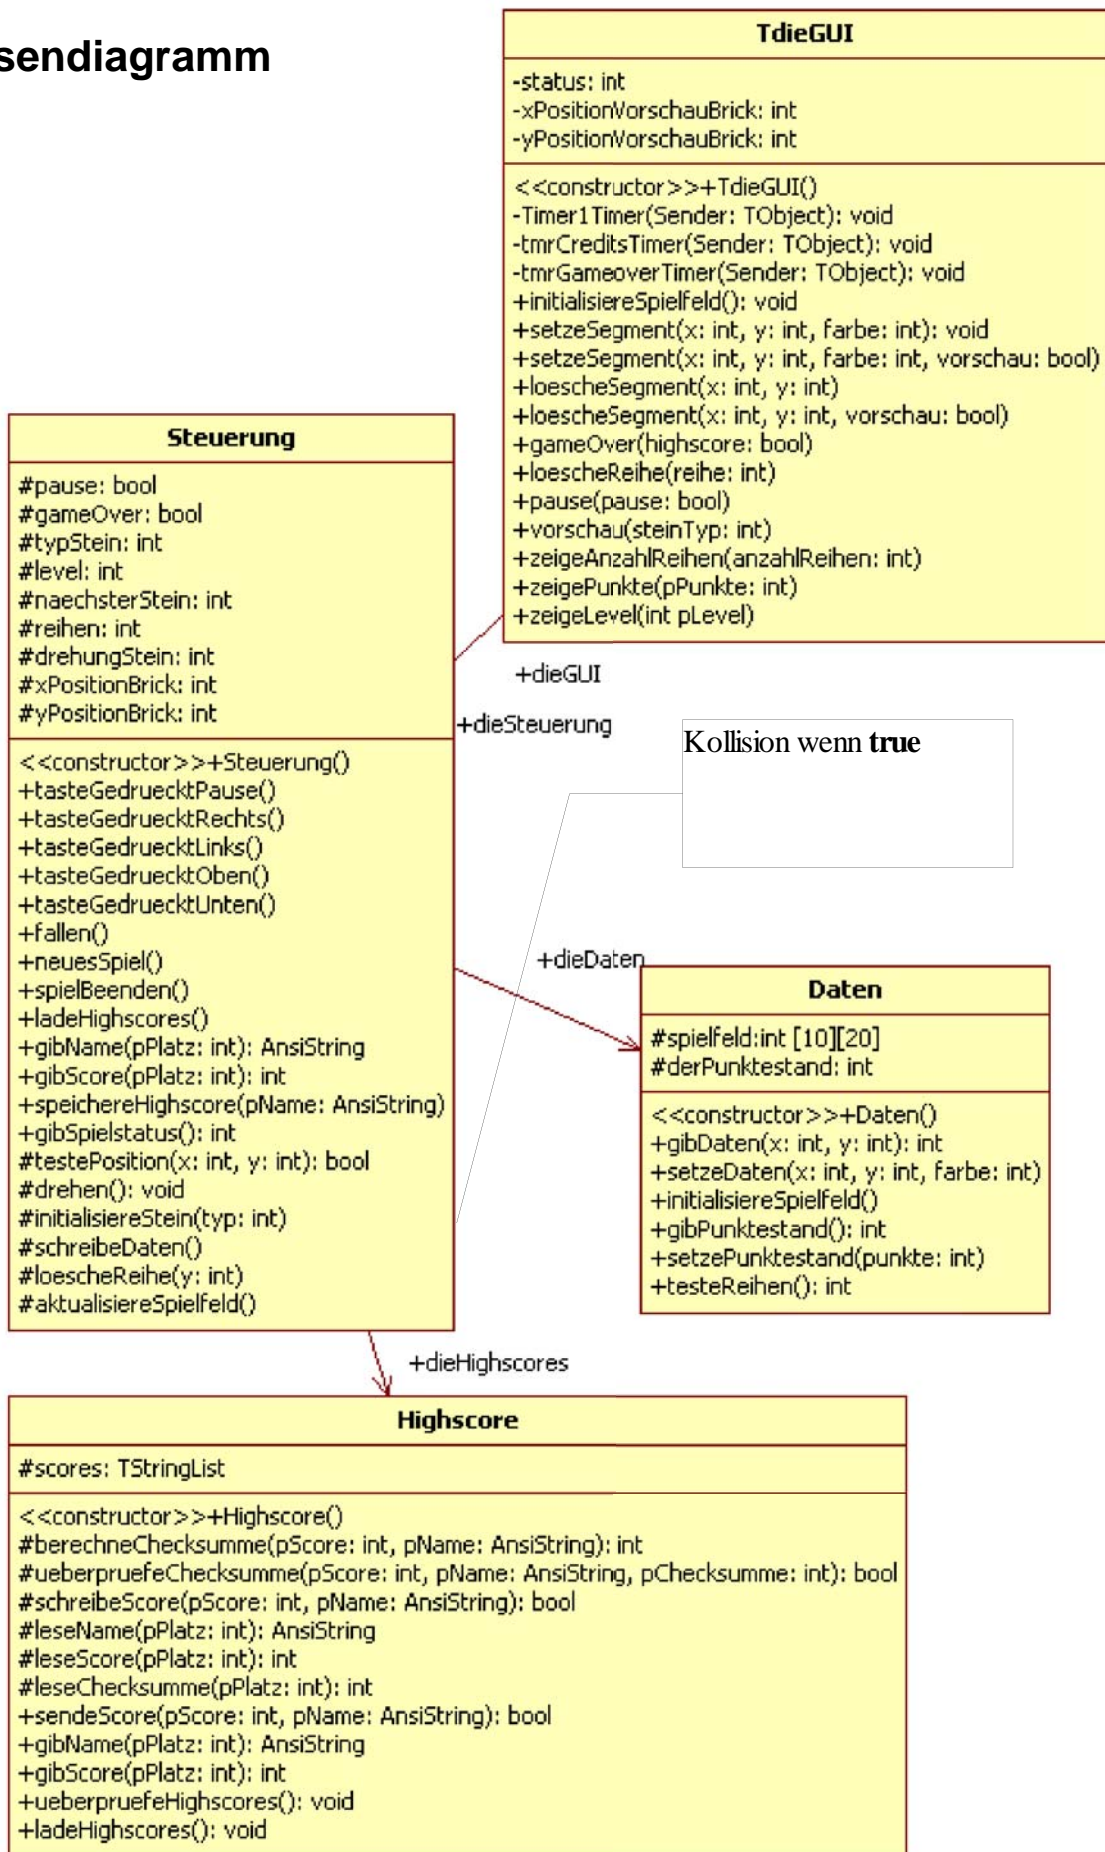 sendiagramm
TdieGUI
-status: int
-xPositionVorschauBrick: int
-yPositionVorschauBrick: int
<<constructor>>+TdieGUI()
-Timer1Timer(Sender: TObject): void
-tmrCreditsTimer(Sender: TObject): void
-tmrGameoverTimer(Sender: TObject): void
+initialisiereSpielfeld(): void
+setzeSegment(x: int, y: int, farbe: int): void
+setzeSegment(x: int, y: int, farbe: int, vorschau: bool)
+loescheSegment(x: int, y: int)
+loescheSegment(x: int, y: int, vorschau: bool)
+gameOver(highscore: bool)
+loescheReihe(reihe: int)
+pause(pause: bool)
+vorschau(steinTyp: int)
+zeigeAnzahlReihen(anzahlReihen: int)
+zeigePunkte(pPunkte: int)
+zeigeLevel(int pLevel)
+dieGUI
+dieSteuerung
Steuerung
#pause: bool
#gameOver: bool
#typStein: int
#level: int
#naechsterStein: int
#reihen: int
#drehungStein: int
#xPositionBrick: int
#yPositionBrick: int
<<constructor>>+Steuerung()
+tasteGedruecktPause()
+tasteGedruecktRechts()
+tasteGedruecktLinks()
+tasteGedruecktOben()
+tasteGedruecktUnten()
+fallen()
+neuesSpiel()
+spielBeenden()
+ladeHighscores()
+gibName(pPlatz: int): AnsiString
+gibScore(pPlatz: int): int
+speichereHighscore(pName: AnsiString)
+gibSpielstatus(): int
#testePosition(x: int, y: int): bool
#drehen(): void
#initialisiereStein(typ: int)
#schreibeDaten()
#loescheReihe(y: int)
#aktualisiereSpielfeld()
Kollision wenn true
+dieDaten
Daten
#spielfeld:int [10][20]
#derPunktestand: int
<<constructor>>+Daten()
+gibDaten(x: int, y: int): int
+setzeDaten(x: int, y: int, farbe: int)
+initialisiereSpielfeld()
+gibPunktestand(): int
+setzePunktestand(punkte: int)
+testeReihen(): int
+dieHighscores
Highscore
#scores: TStringList
<<constructor>>+Highscore()
#berechneChecksumme(pScore: int, pName: AnsiString): int
#ueberpruefeChecksumme(pScore: int, pName: AnsiString, pChecksumme: int): bool
#schreibeScore(pScore: int, pName: AnsiString): bool
#leseName(pPlatz: int): AnsiString
#leseScore(pPlatz: int): int
#leseChecksumme(pPlatz: int): int
+sendeScore(pScore: int, pName: AnsiString): bool
+gibName(pPlatz: int): AnsiString
+gibScore(pPlatz: int): int
+ueberpruefeHighscores(): void
+ladeHighscores(): void